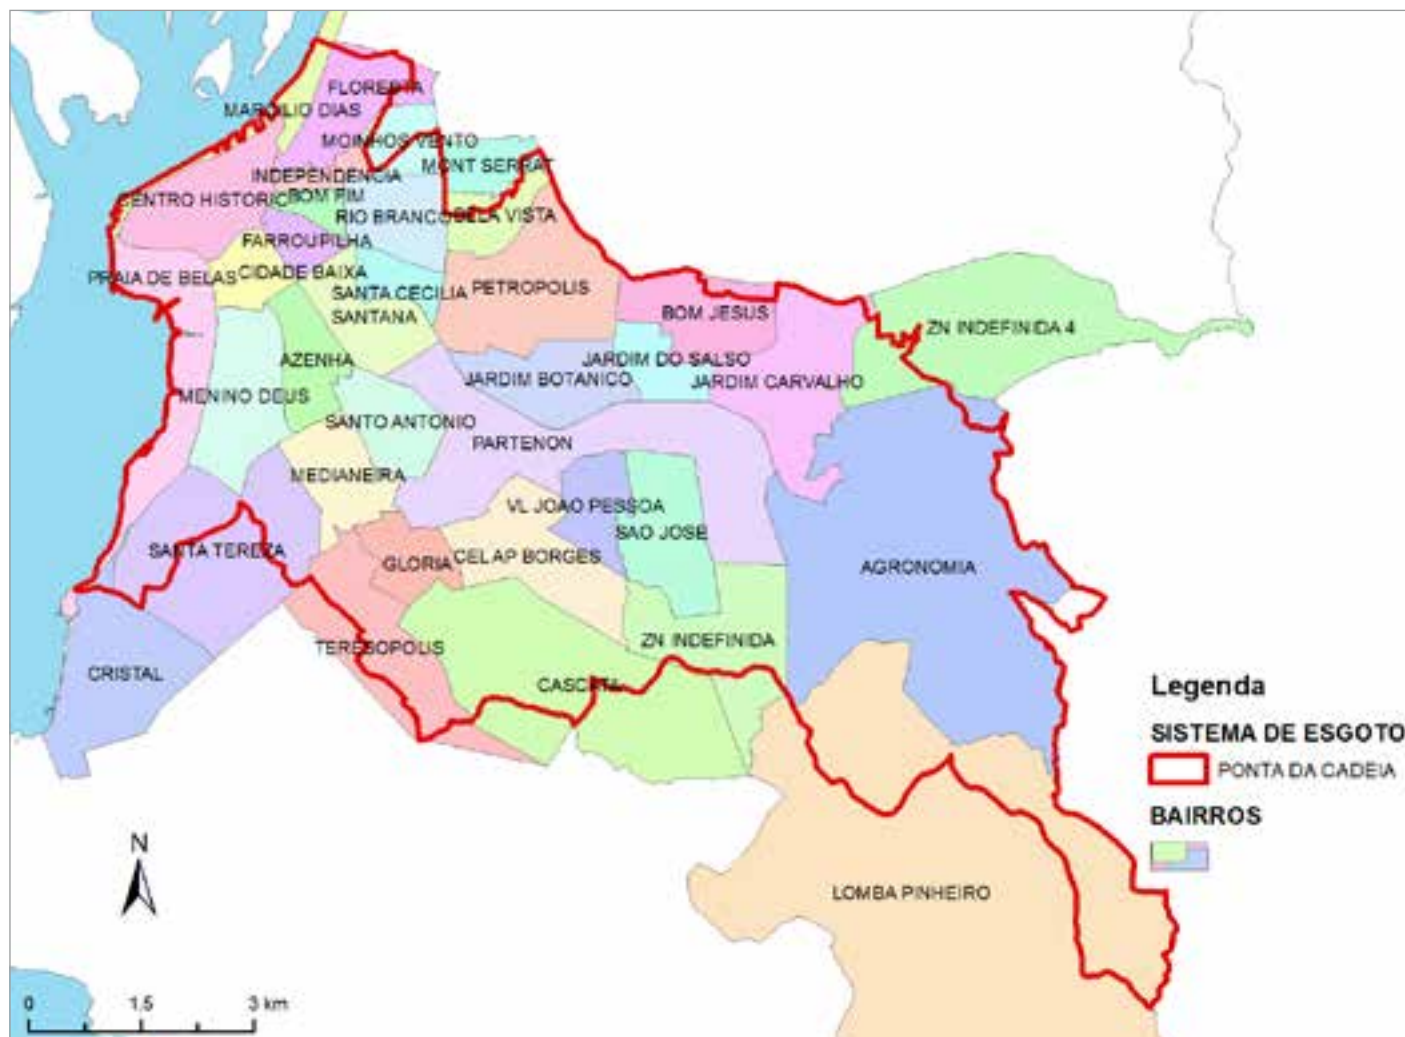 FLORESTA
MARCILIO DIAS
MOINHOS VENTO
MONT SERRAT
INDEPENDENCIA
CENTRO HISTORIC
BOM FIM
RIO BRANCO
BELA VISTA
FARROUPILHA
PRAIA DE BELAS
CIDADE BAIXA
SANTA CECILIA
PETROPOLIS
SANTANA
BOM JESUS
ZN INDEFINIDA 4
AZENHA
JARDIM DO SALSO
JARDIM BOTANICO
JARDIM CARVALHO
MENINO DEUS
SANTO ANTONIO
PARTENON
MEDIANEIRA
VL JOAO PESSOA
SAO JOSE
SANTA TEREZA
GLORIA
CEL AP BORGES
AGRONOMIA
TERESOPOLIS
ZN INDEFINIDA
CRISTAL
CASCATA
Legenda
SISTEMA DE ESGOTO
PONTA DA CADEIA
BAIRROS
N
LOMBA PINHEIRO
0 1,5 3 km